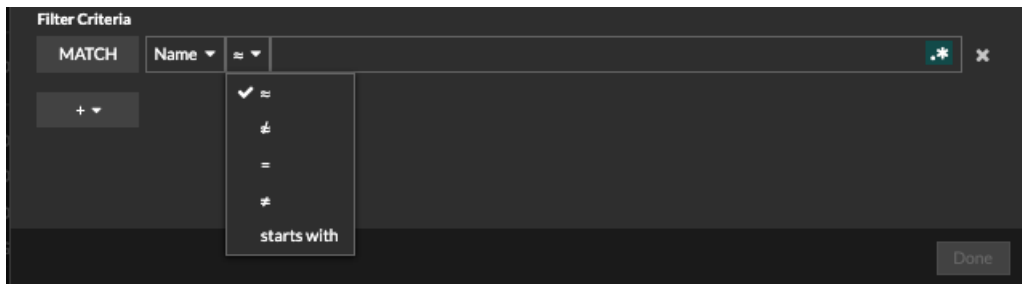 Filter Criteria
MATCH Name ▼ ≈ ▼ .* ✖
✔ ≈
+ ▼
≉
=
≠
starts with
Done